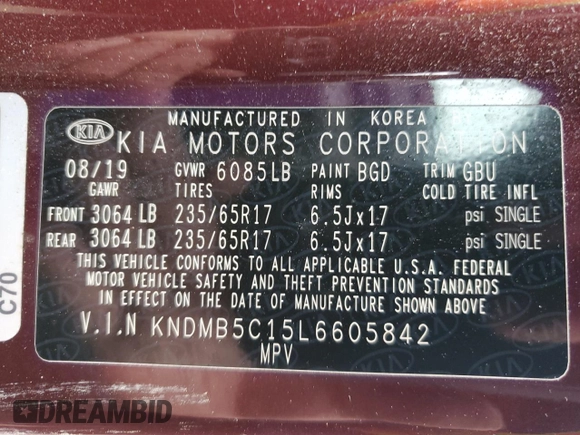 MANUFACTURED IN KOREA
KIA KIA MOTORS CORPORATION
08/19 GVWR 6085LB PAINT BGD TRIM GBU
GAWR TIRES RIMS COLD TIRE INFL
FRONT 3064 LB 235/65R17 6.5Jx17 psi SINGLE
REAR 3064 LB 235/65R17 6.5Jx17 psi SINGLE
THIS VEHICLE CONFORMS TO ALL APPLICABLE U.S.A. FEDERAL
MOTOR VEHICLE SAFETY AND THEFT PREVENTION STANDARDS
IN EFFECT ON THE DATE OF MANUFACTURE SHOWN ABOVE
V.I.N KNDMB5C15L6605842
MPV
C70
DREAMBID